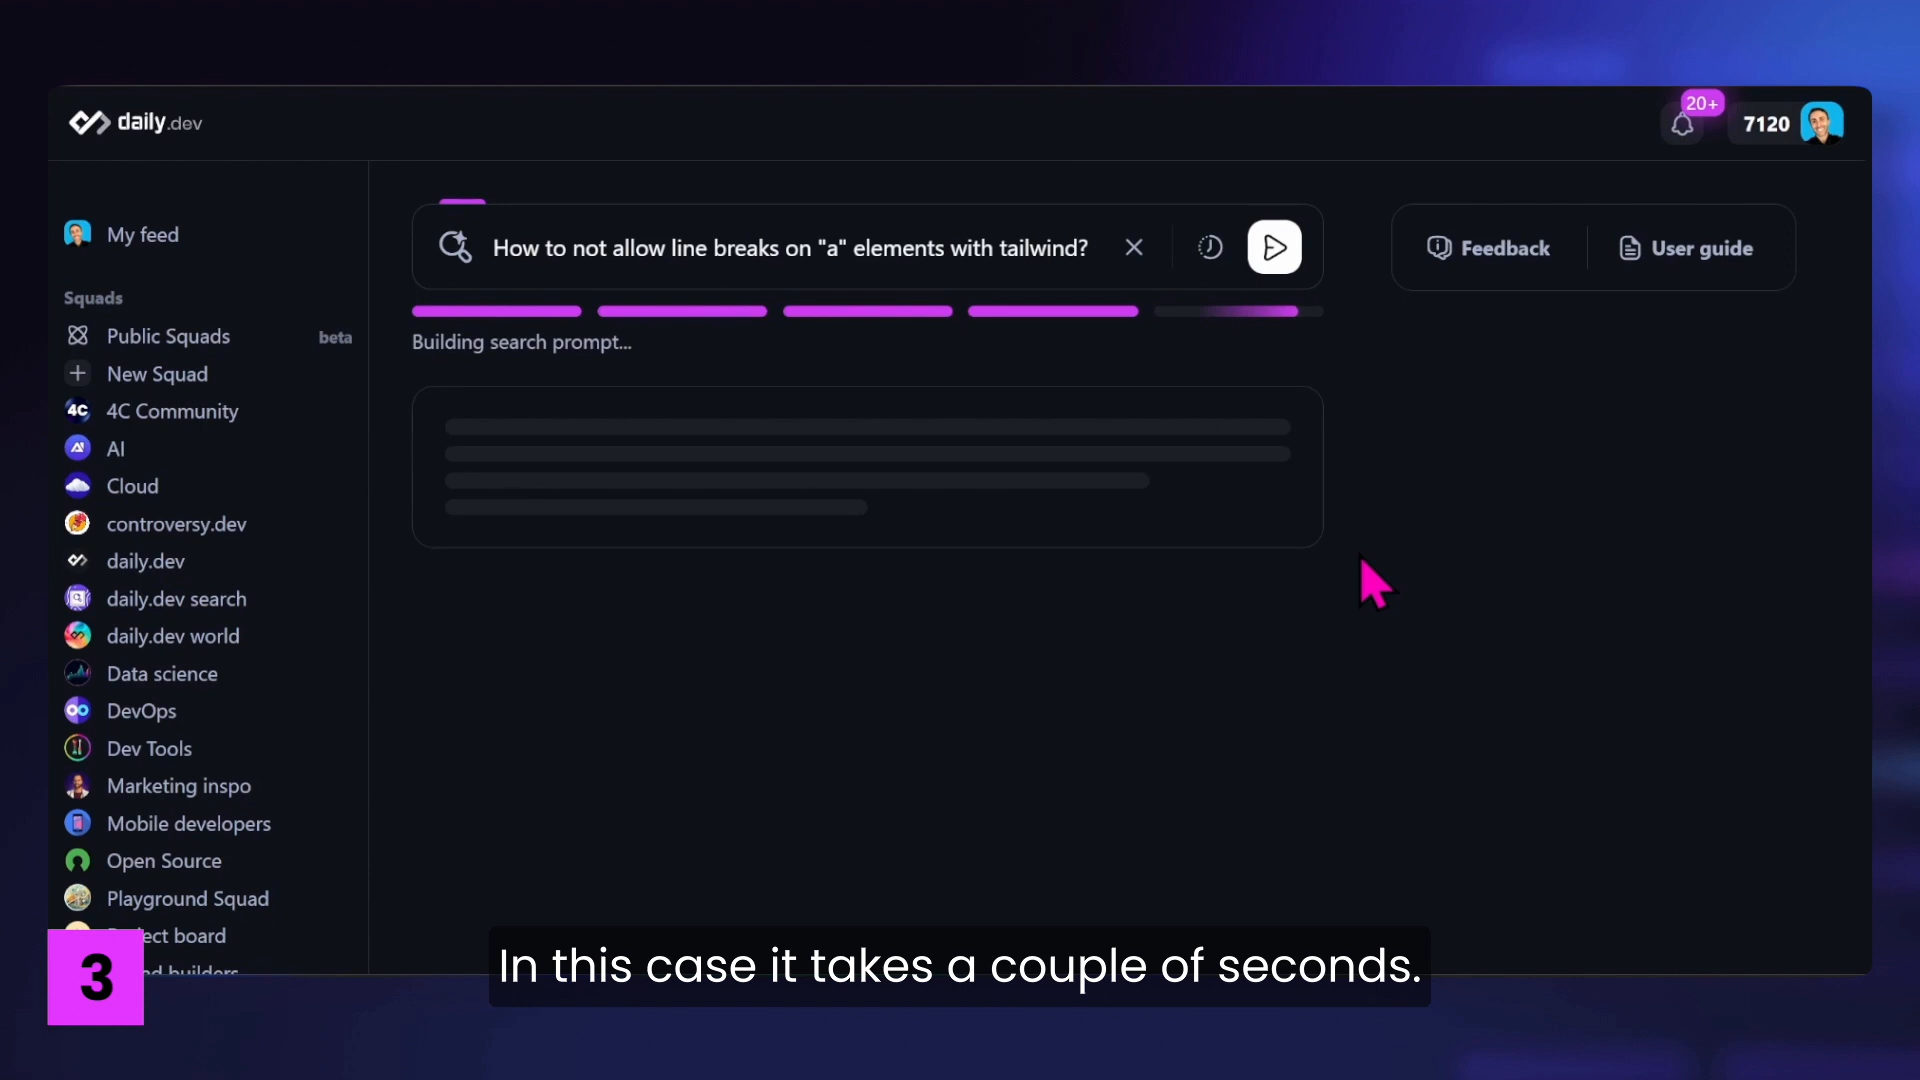 daily.dev
20+
7120
My feed
How to not allow line breaks on "a" elements with tailwind?
Feedback
User guide
Building search prompt...
Squads
Public Squads beta
New Squad
4C 4C Community
AI
Cloud
controversy.dev
daily.dev
daily.dev search
daily.dev world
Data science
DevOps
Dev Tools
Marketing inspo
Mobile developers
Open Source
Playground Squad
board
builders
3
In this case it takes a couple of seconds.